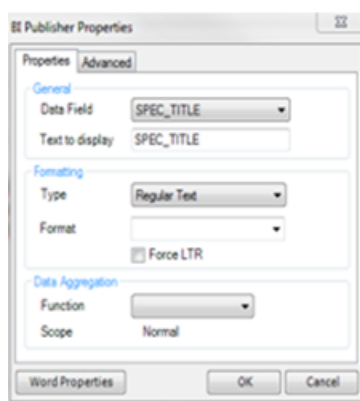 BI Publisher Properties
Properties Advanced
General
Data Field SPEC_TITLE
Text to display SPEC_TITLE
Formatting
Type Regular Text
Format
Force LTR
Data Aggregation
Function
Scope Normal
Word Properties OK Cancel